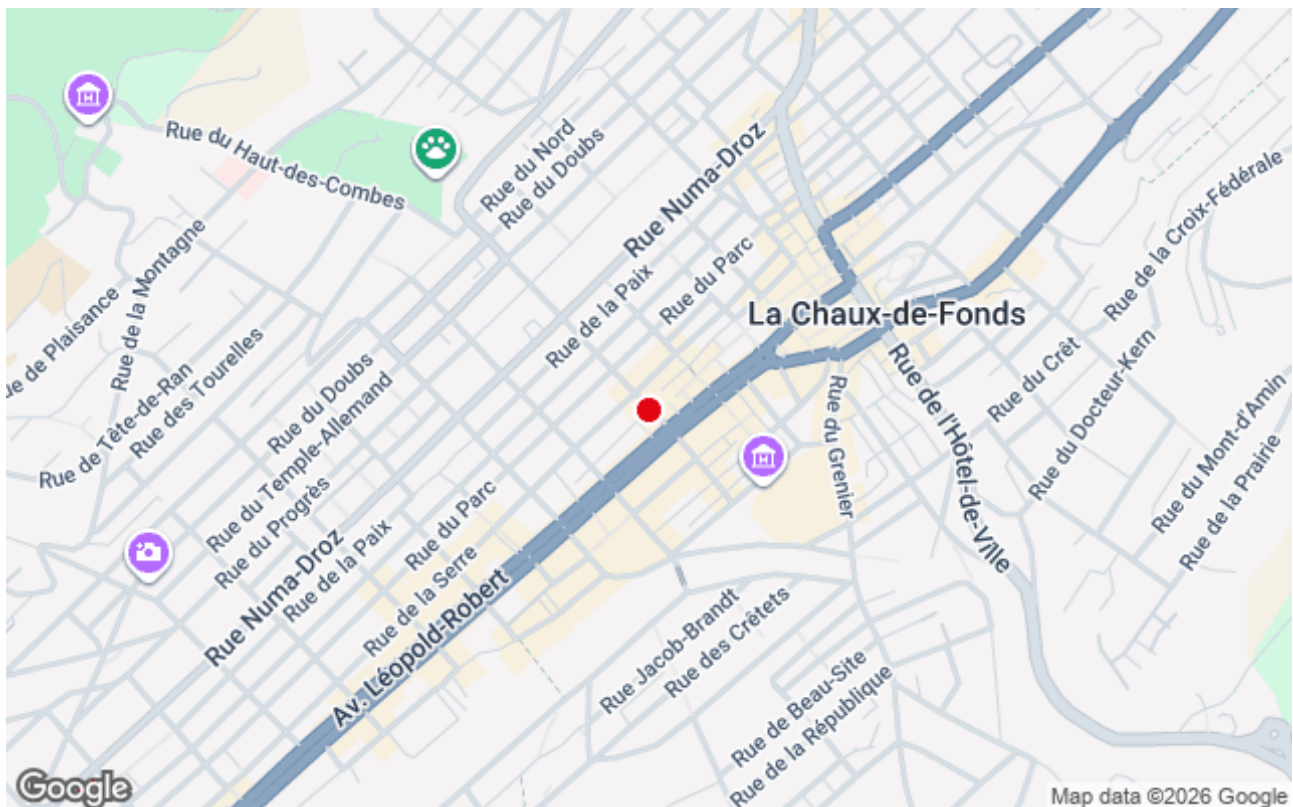 Rue du Haut-des-Combes
Rue du Nord
Rue du Doubs
Rue Numa-Droz
Rue de la Croix-Fédérale
Rue de la Montagne
Rue du Parc
Rue de la Paix
ue de Plaisance
La Chaux-de-Fonds
Rue des Tourelles
Rue de Tête-de-Ran
Rue du Doubs
Rue du Temple-Allemand
Rue du Progrès
Rue du Crêt
Rue du Docteur-Kern
Rue de l'Hôtel-de-Ville
Rue du Grenier
Rue du Mont-d'Amin
Rue de la Prairie
Rue du Parc
Rue de la Serre
Rue Numa-Droz
Rue de la Paix
Av. Léopold-Robert
Rue Jacob-Brandt
Rue des Crêtets
Rue de Beau-Site
Rue de la République
Google
Map data ©2026 Google